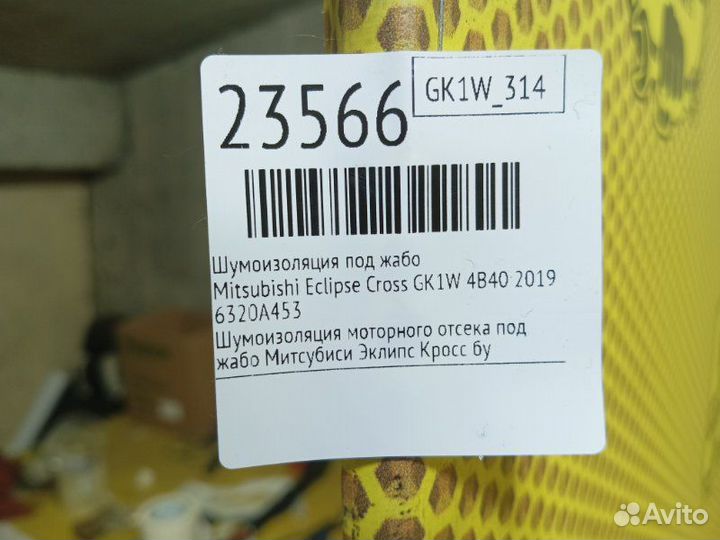 23566
GK1W_314
Шумоизоляция под жабо
Mitsubishi Eclipse Cross GK1W 4B40 2019
6320A453
Шумоизоляция моторного отсека под
жабо Митсубиси Эклипс Кросс бу
Avito